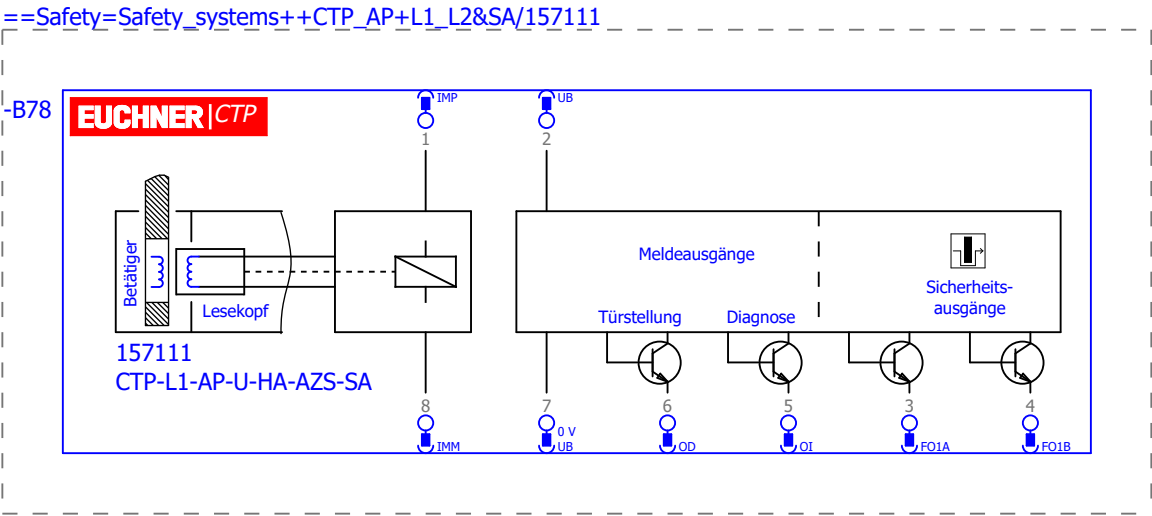 ==Safety=Safety_systems++CTP_AP+L1_L2&SA/157111
-B78
EUCHNER|CTP
IMP
UB
1
2
Betätiger
Lesekopf
Meldeausgänge
Sicherheits-
ausgänge
Türstellung
Diagnose
157111
CTP-L1-AP-U-HA-AZS-SA
8
7
6
5
3
4
0 V
IMM
UB
OD
OI
FO1A
FO1B